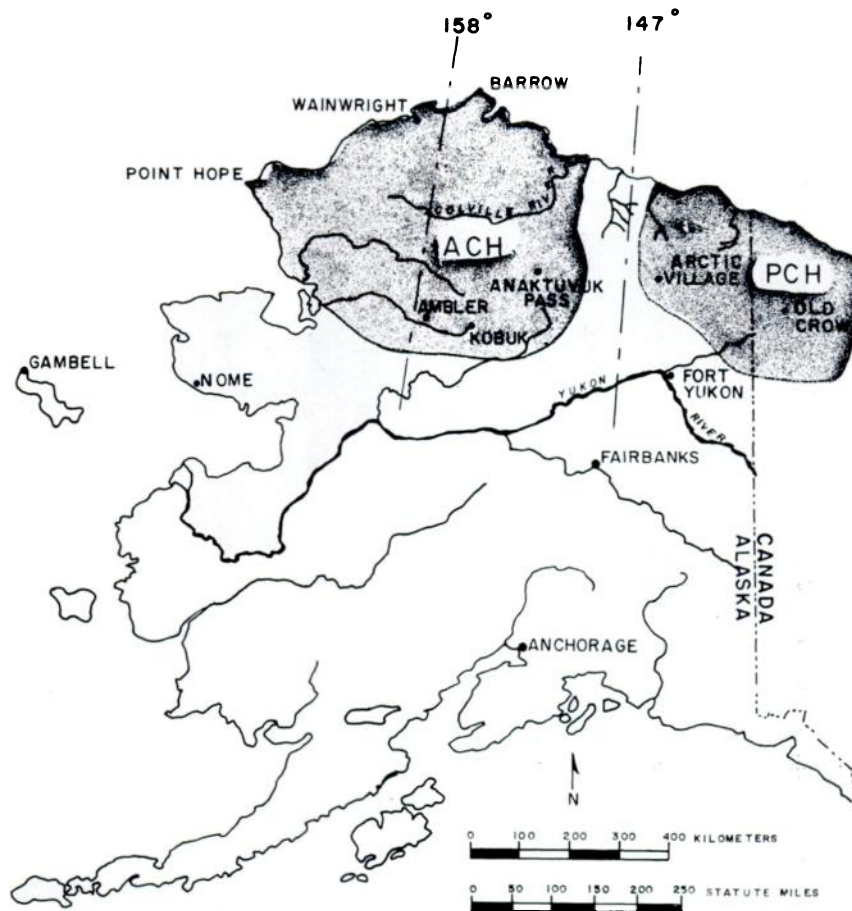 158°
147°
BARROW
WAINWRIGHT
POINT HOPE
COLVILLE RIVER
ACH
ARCTIC
VILLAGE
PCH
ANAKTUVUK
PASS
AMBLER
OLD
CROW
KOBUK
GAMBELL
NOME
FORT
YUKON
YUKON
RIVER
FAIRBANKS
CANADA
ALASKA
ANCHORAGE
N
0 100 200 300 400 KILOMETERS
0 50 100 150 200 250 STATUTE MILES